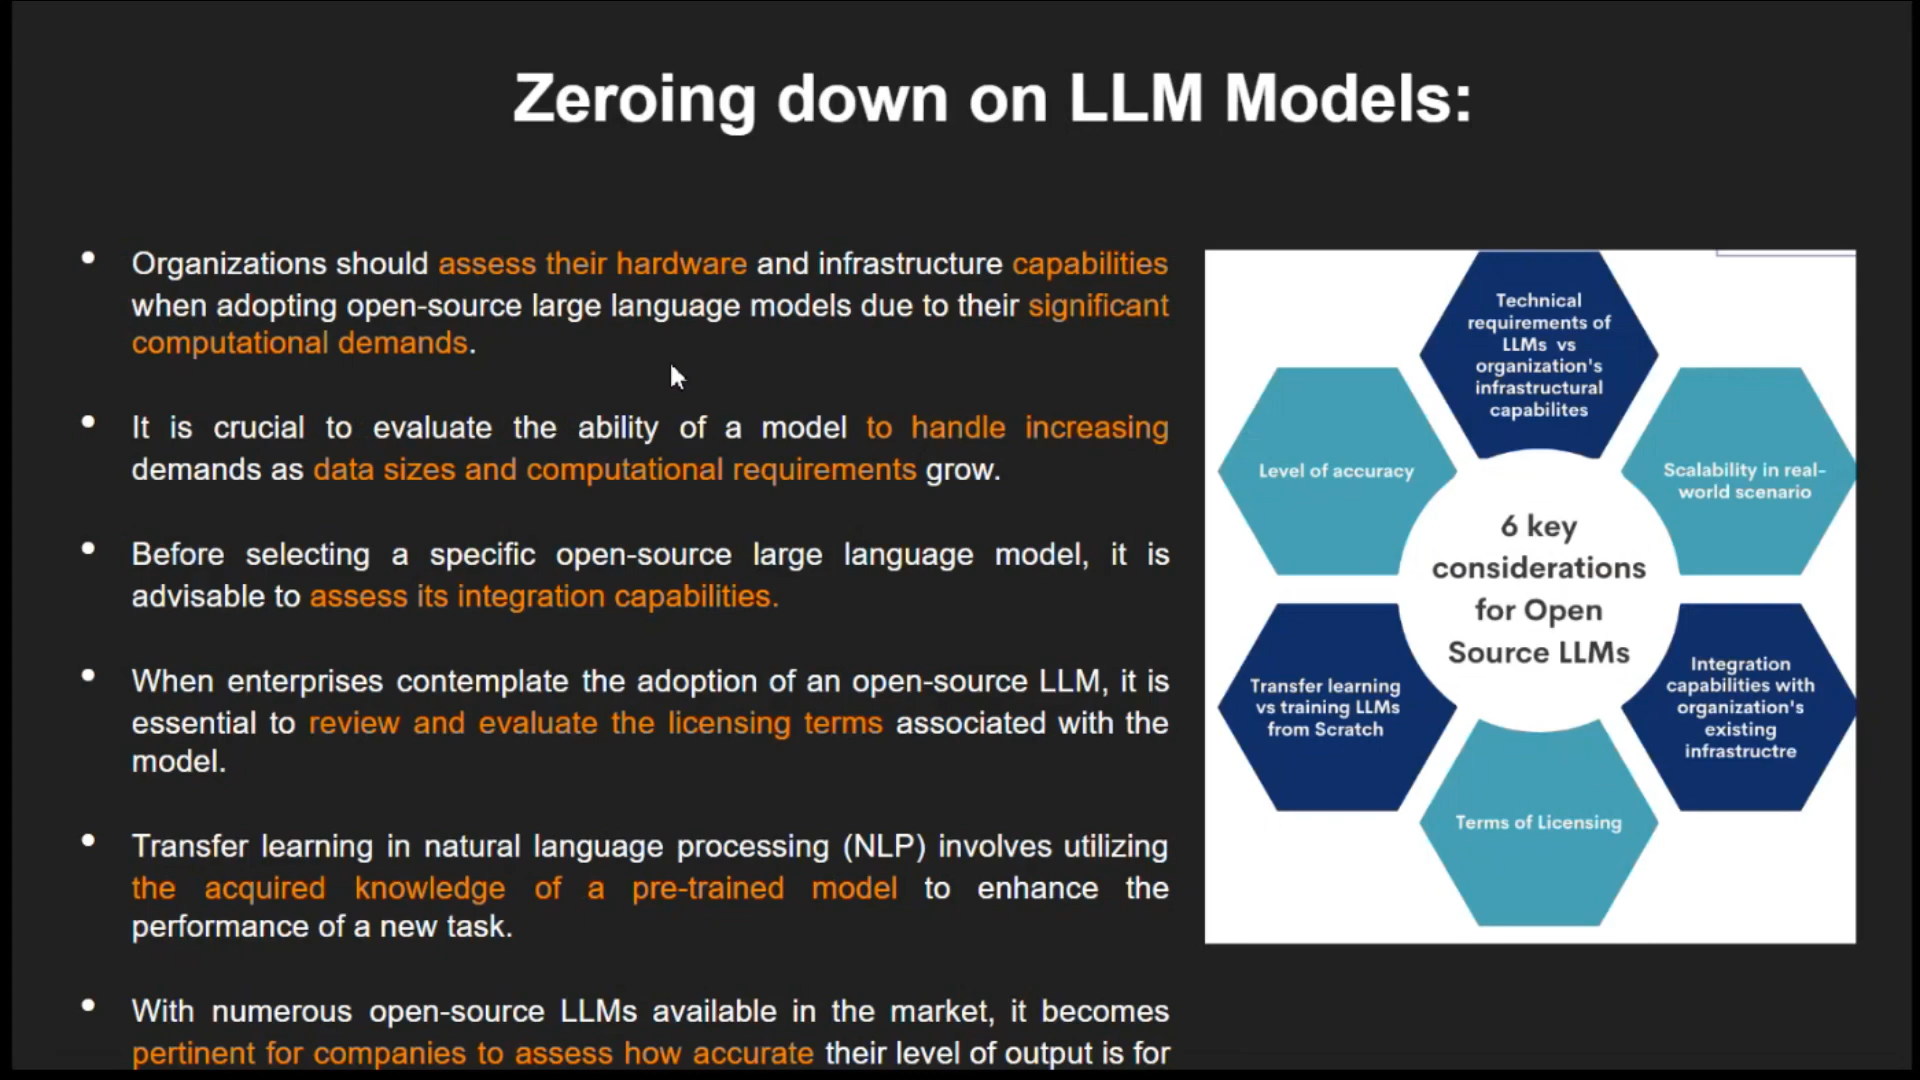 Zeroing down on LLM Models:
• Organizations should assess their hardware and infrastructure capabilities
when adopting open-source large language models due to their significant
computational demands.
• It is crucial to evaluate the ability of a model to handle increasing
demands as data sizes and computational requirements grow.
• Before selecting a specific open-source large language model, it is
advisable to assess its integration capabilities.
• When enterprises contemplate the adoption of an open-source LLM, it is
essential to review and evaluate the licensing terms associated with the
model.
• Transfer learning in natural language processing (NLP) involves utilizing
the acquired knowledge of a pre-trained model to enhance the
performance of a new task.
• With numerous open-source LLMs available in the market, it becomes
pertinent for companies to assess how accurate their level of output is for
Technical
requirements of
LLMs vs
organization's
infrastructural
capabilites
Scalability in real-
world scenario
Integration
capabilities with
organization's
existing
infrastructre
Terms of Licensing
Transfer learning
vs training LLMs
from Scratch
Level of accuracy
6 key
considerations
for Open
Source LLMs